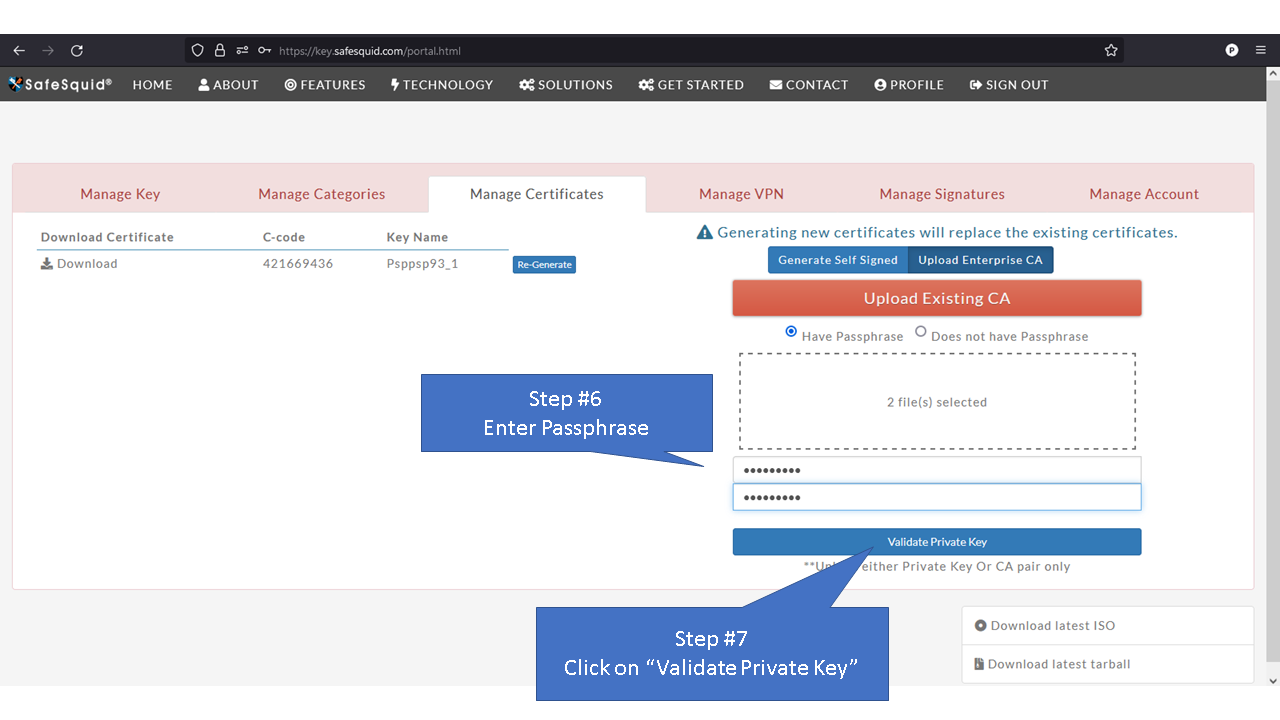 https://key.safesquid.com/portal.html
P
SafeSquid® HOME ABOUT FEATURES TECHNOLOGY SOLUTIONS GET STARTED CONTACT PROFILE SIGN OUT
Manage Key Manage Categories Manage Certificates Manage VPN Manage Signatures Manage Account
Download Certificate C-code Key Name
Download 421669436 Psppsp93_1 Re-Generate
Generating new certificates will replace the existing certificates.
Generate Self Signed Upload Enterprise CA
Upload Existing CA
Have Passphrase Does not have Passphrase
2 file(s) selected
Step #6
Enter Passphrase
•••••••••
•••••••••
Validate Private Key
either Private Key Or CA pair only
Step #7
Click on “Validate Private Key”
Download latest ISO
Download latest tarball